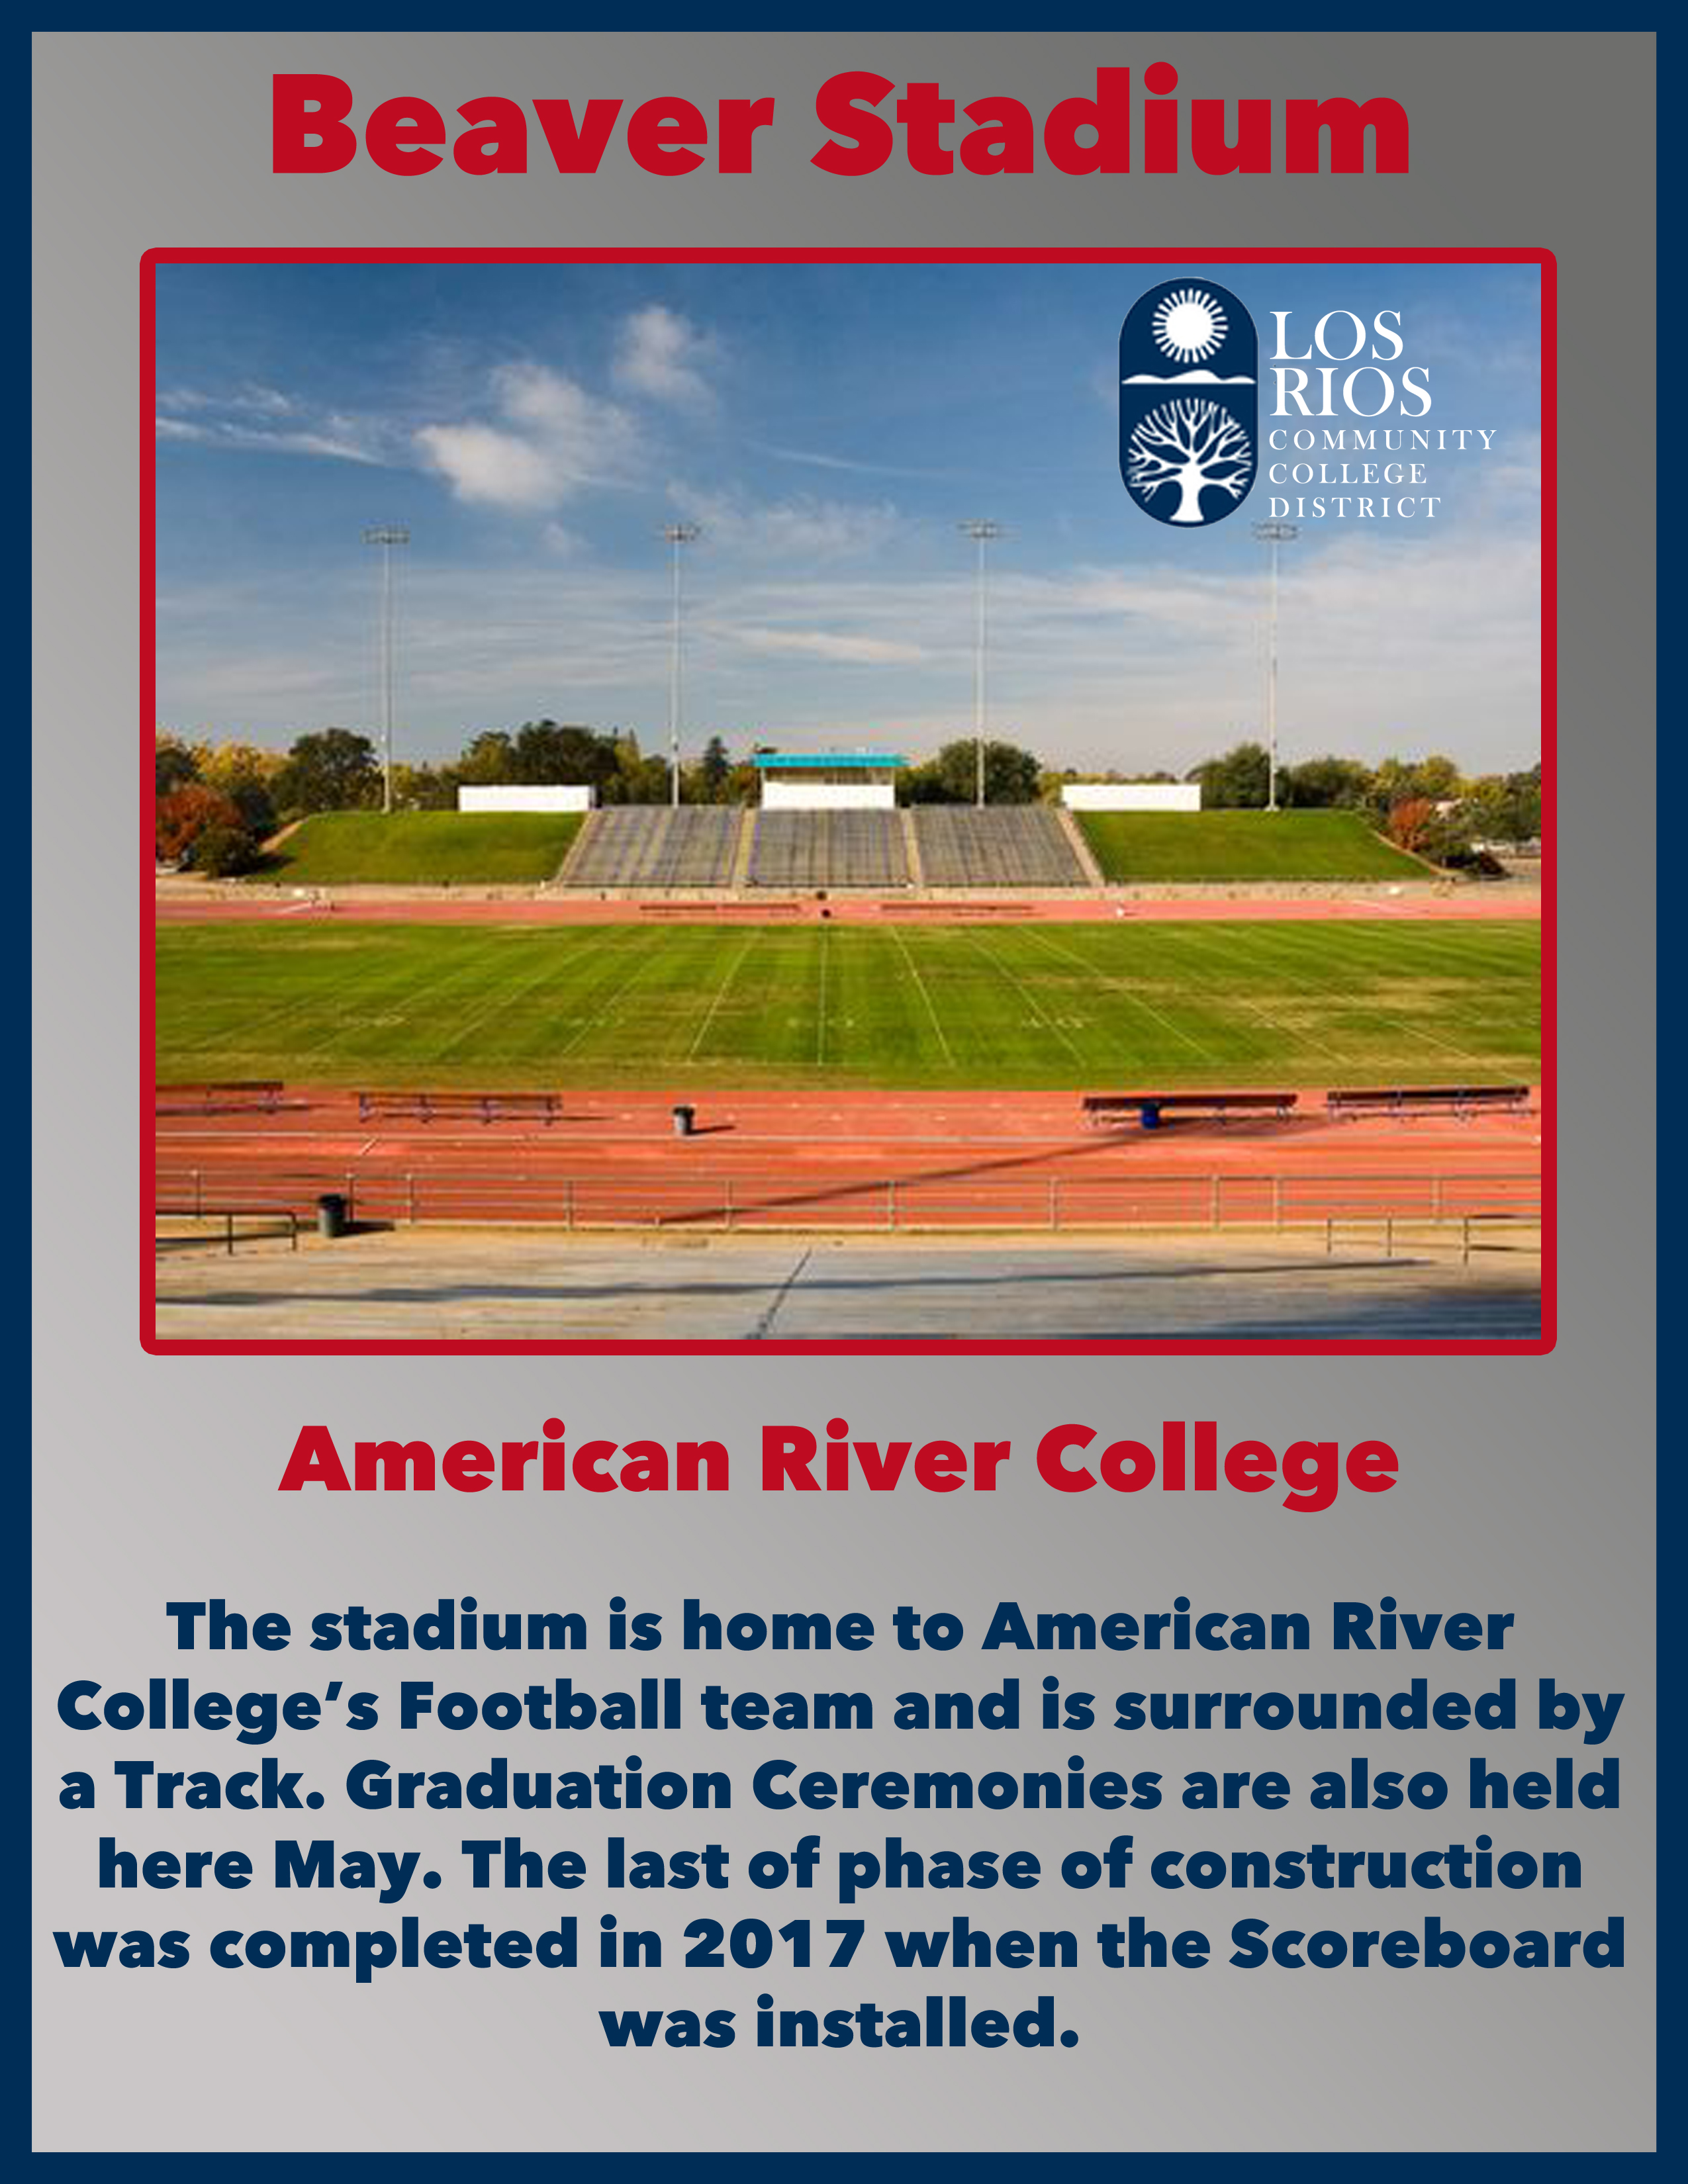 Beaver Stadium
LOS
RIOS
COMMUNITY
COLLEGE
DISTRICT
American River College
The stadium is home to American River
College’s Football team and is surrounded by
a Track. Graduation Ceremonies are also held
here May. The last of phase of construction
was completed in 2017 when the Scoreboard
was installed.